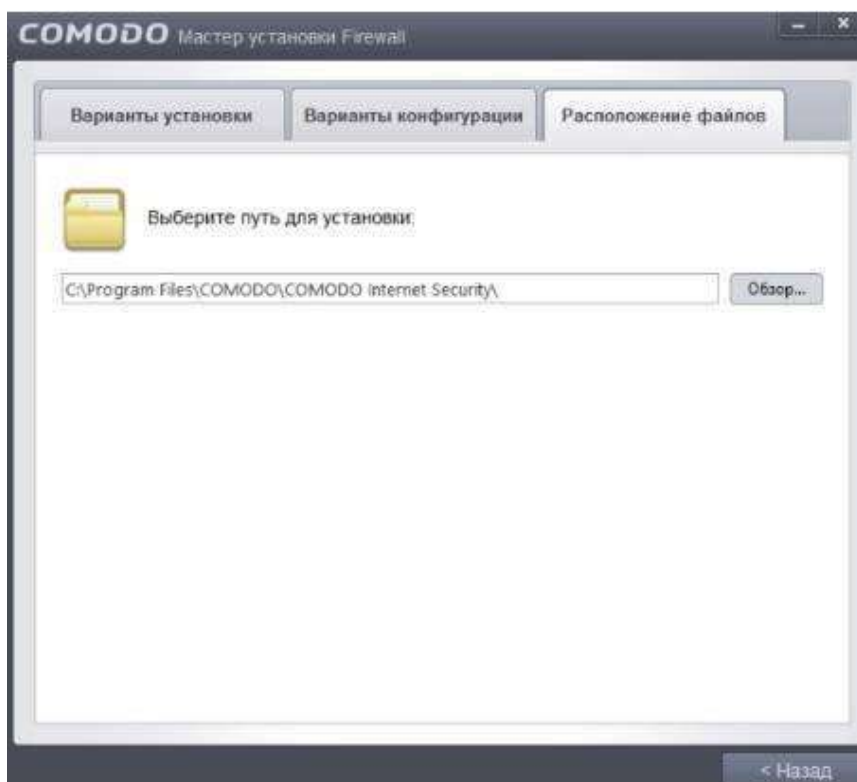 COMODO Мастер установки Firewall
Варианты установки
Варианты конфигурации
Расположение файлов
Выберите путь для установки:
C:\Program Files\COMODO\COMODO Internet Security\
Обзор...
< Назад